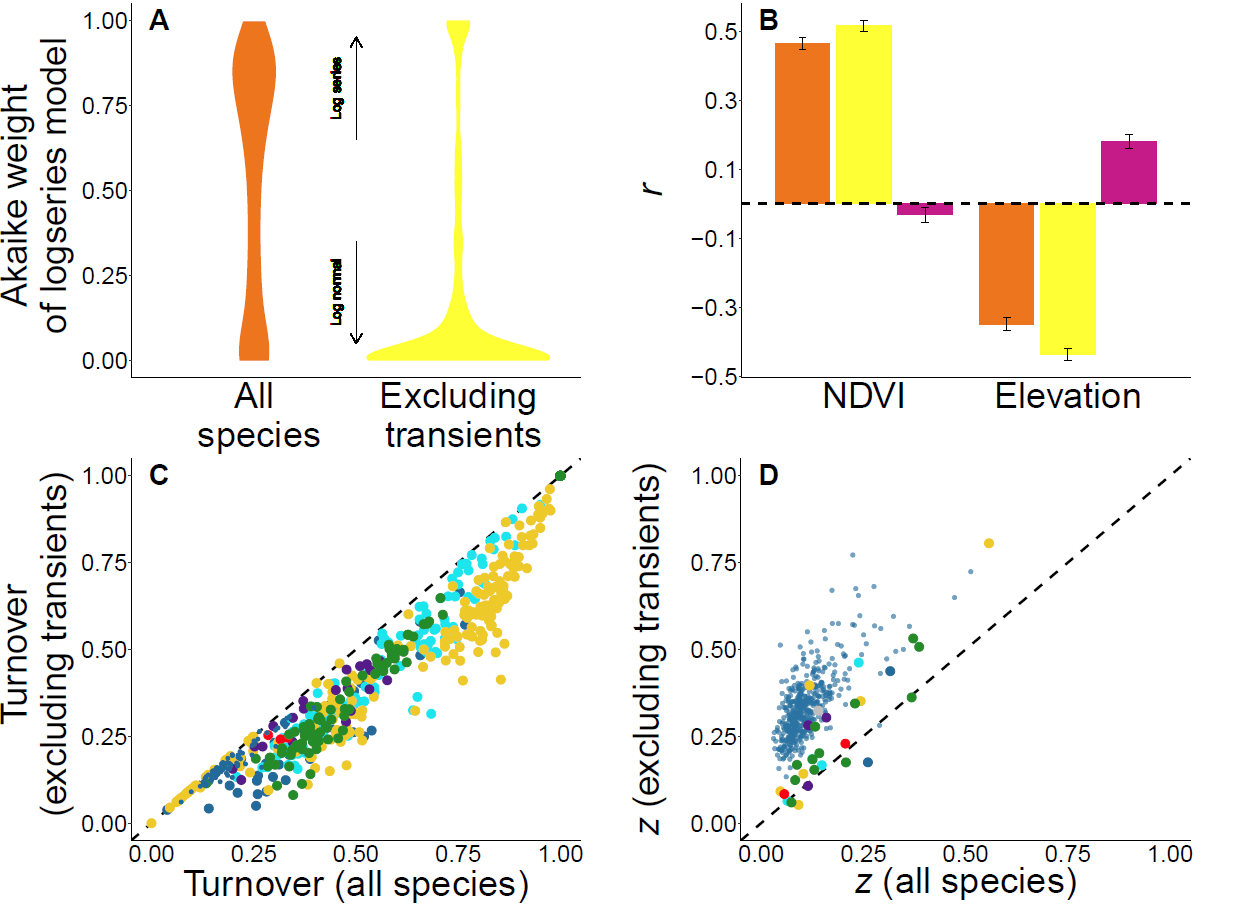 A
Akaike weight
of logseries model
1.00
0.75
0.50
0.25
0.00
Log series
Log normal
All
species
Excluding
transients
B
r
0.5
0.3
0.1
−0.1
−0.3
−0.5
NDVI
Elevation
C
Turnover
(excluding transients)
1.00
0.75
0.50
0.25
0.00
0.00 0.25 0.50 0.75 1.00
Turnover (all species)
D
z (excluding transients)
1.00
0.75
0.50
0.25
0.00
0.00 0.25 0.50 0.75 1.00
z (all species)